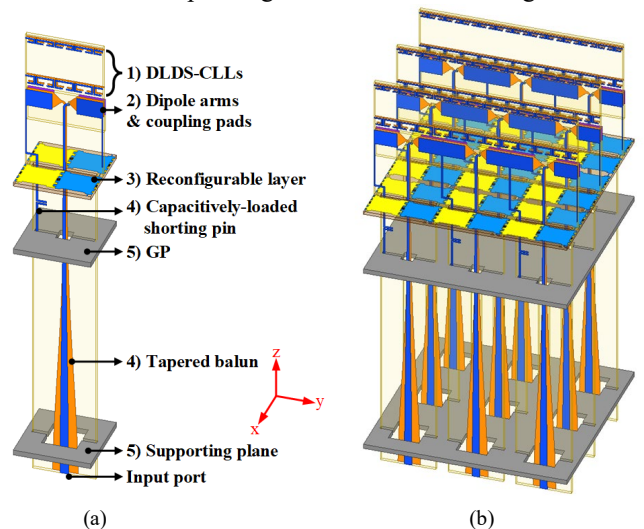 1) DLDS-CLLs
2) Dipole arms
& coupling pads
3) Reconfigurable layer
4) Capacitively-loaded
shorting pin
5) GP
4) Tapered balun
z
y
x
5) Supporting plane
Input port
(a)
(b)